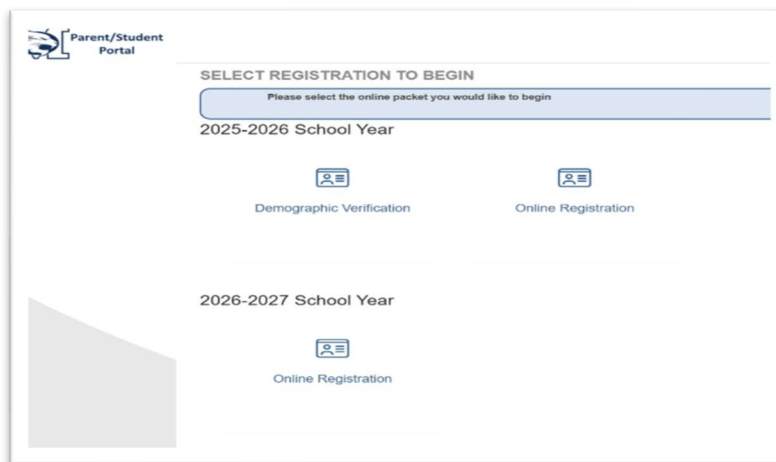 Parent/Student
Portal
SELECT REGISTRATION TO BEGIN
Please select the online packet you would like to begin
2025-2026 School Year
Demographic Verification
Online Registration
2026-2027 School Year
Online Registration